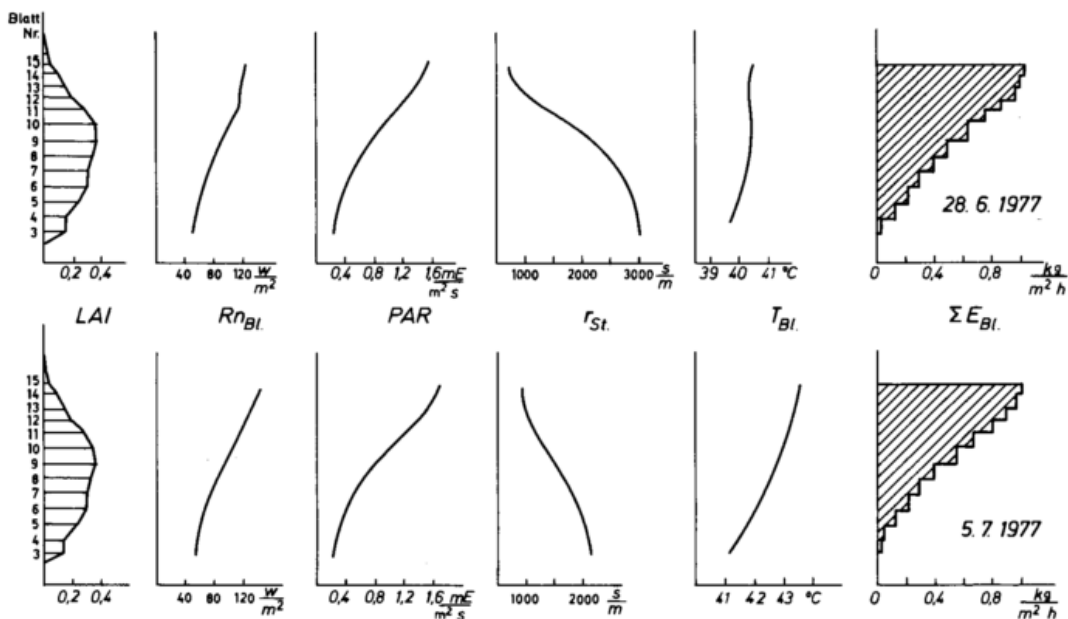 Blatt
Nr.
15
14
13
12
11
10
9
8
7
6
5
4
3
0,2 0,4
40 80 120 w/m²
0,4 0,8 1,2 1,6 mE/m² s
1000 2000 3000 s/m
39 40 41 °C
0 0,4 0,8 kg/m² h
28. 6. 1977
LAI RnBl. PAR rSt. TBl. Σ EBl.
15
14
13
12
11
10
9
8
7
6
5
4
3
0,2 0,4
40 80 120 w/m²
0,4 0,8 1,2 1,6 mE/m² s
1000 2000 s/m
41 42 43 °C
0 0,4 0,8 kg/m² h
5. 7. 1977